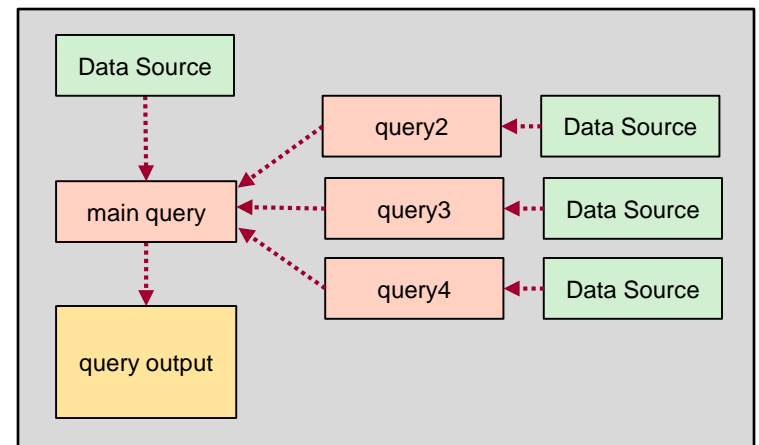 Data Source
query2
Data Source
main query
query3
Data Source
query4
Data Source
query output